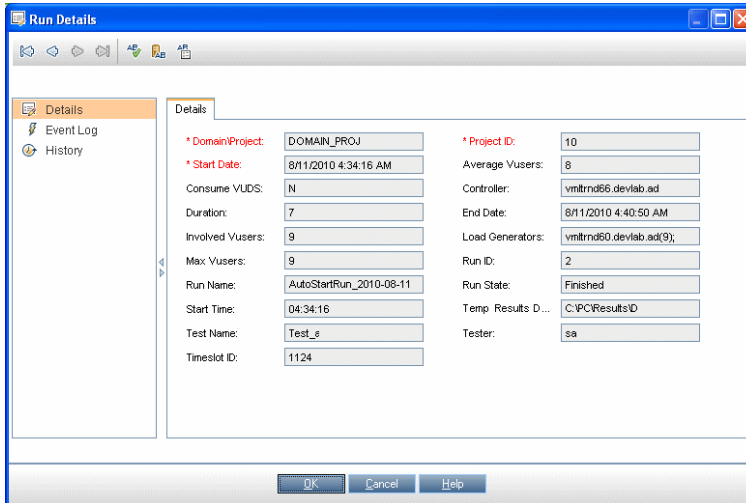 Run Details
Details
Event Log
History
Details
* Domain\Project: DOMAIN_PROJ * Project ID: 10
* Start Date: 8/11/2010 4:34:16 AM Average Vusers: 8
Consume VUDS: N Controller: vmltrnd66.devlab.ad
Duration: 7 End Date: 8/11/2010 4:40:50 AM
Involved Vusers: 9 Load Generators: vmltrnd60.devlab.ad(9);
Max Vusers: 9 Run ID: 2
Run Name: AutoStartRun_2010-08-11 Run State: Finished
Start Time: 04:34:16 Temp Results D... C:\PC\Results\D
Test Name: Test_a Tester: sa
Timeslot ID: 1124
OK Cancel Help